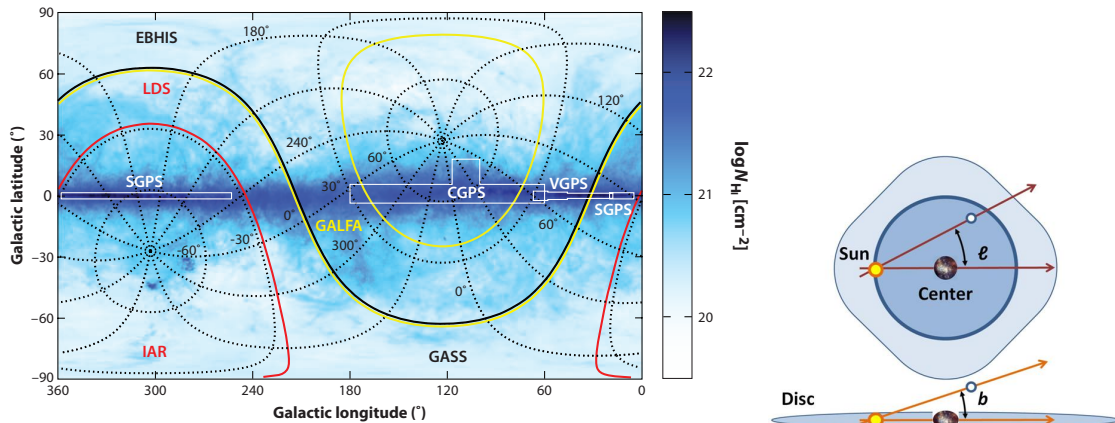 90
60
30
0
−30
−60
−90
Galactic latitude (°)
360
300
240
180
120
60
0
Galactic longitude (°)
EBHIS
180°
LDS
120°
240°
60°
SGPS
30°
CGPS
VGPS
SGPS
0°
GALFA
-30°
300°
60°
-60°
0°
IAR
GASS
22
21
20
logN HI [cm−2]
Sun
ℓ
Center
Disc
b